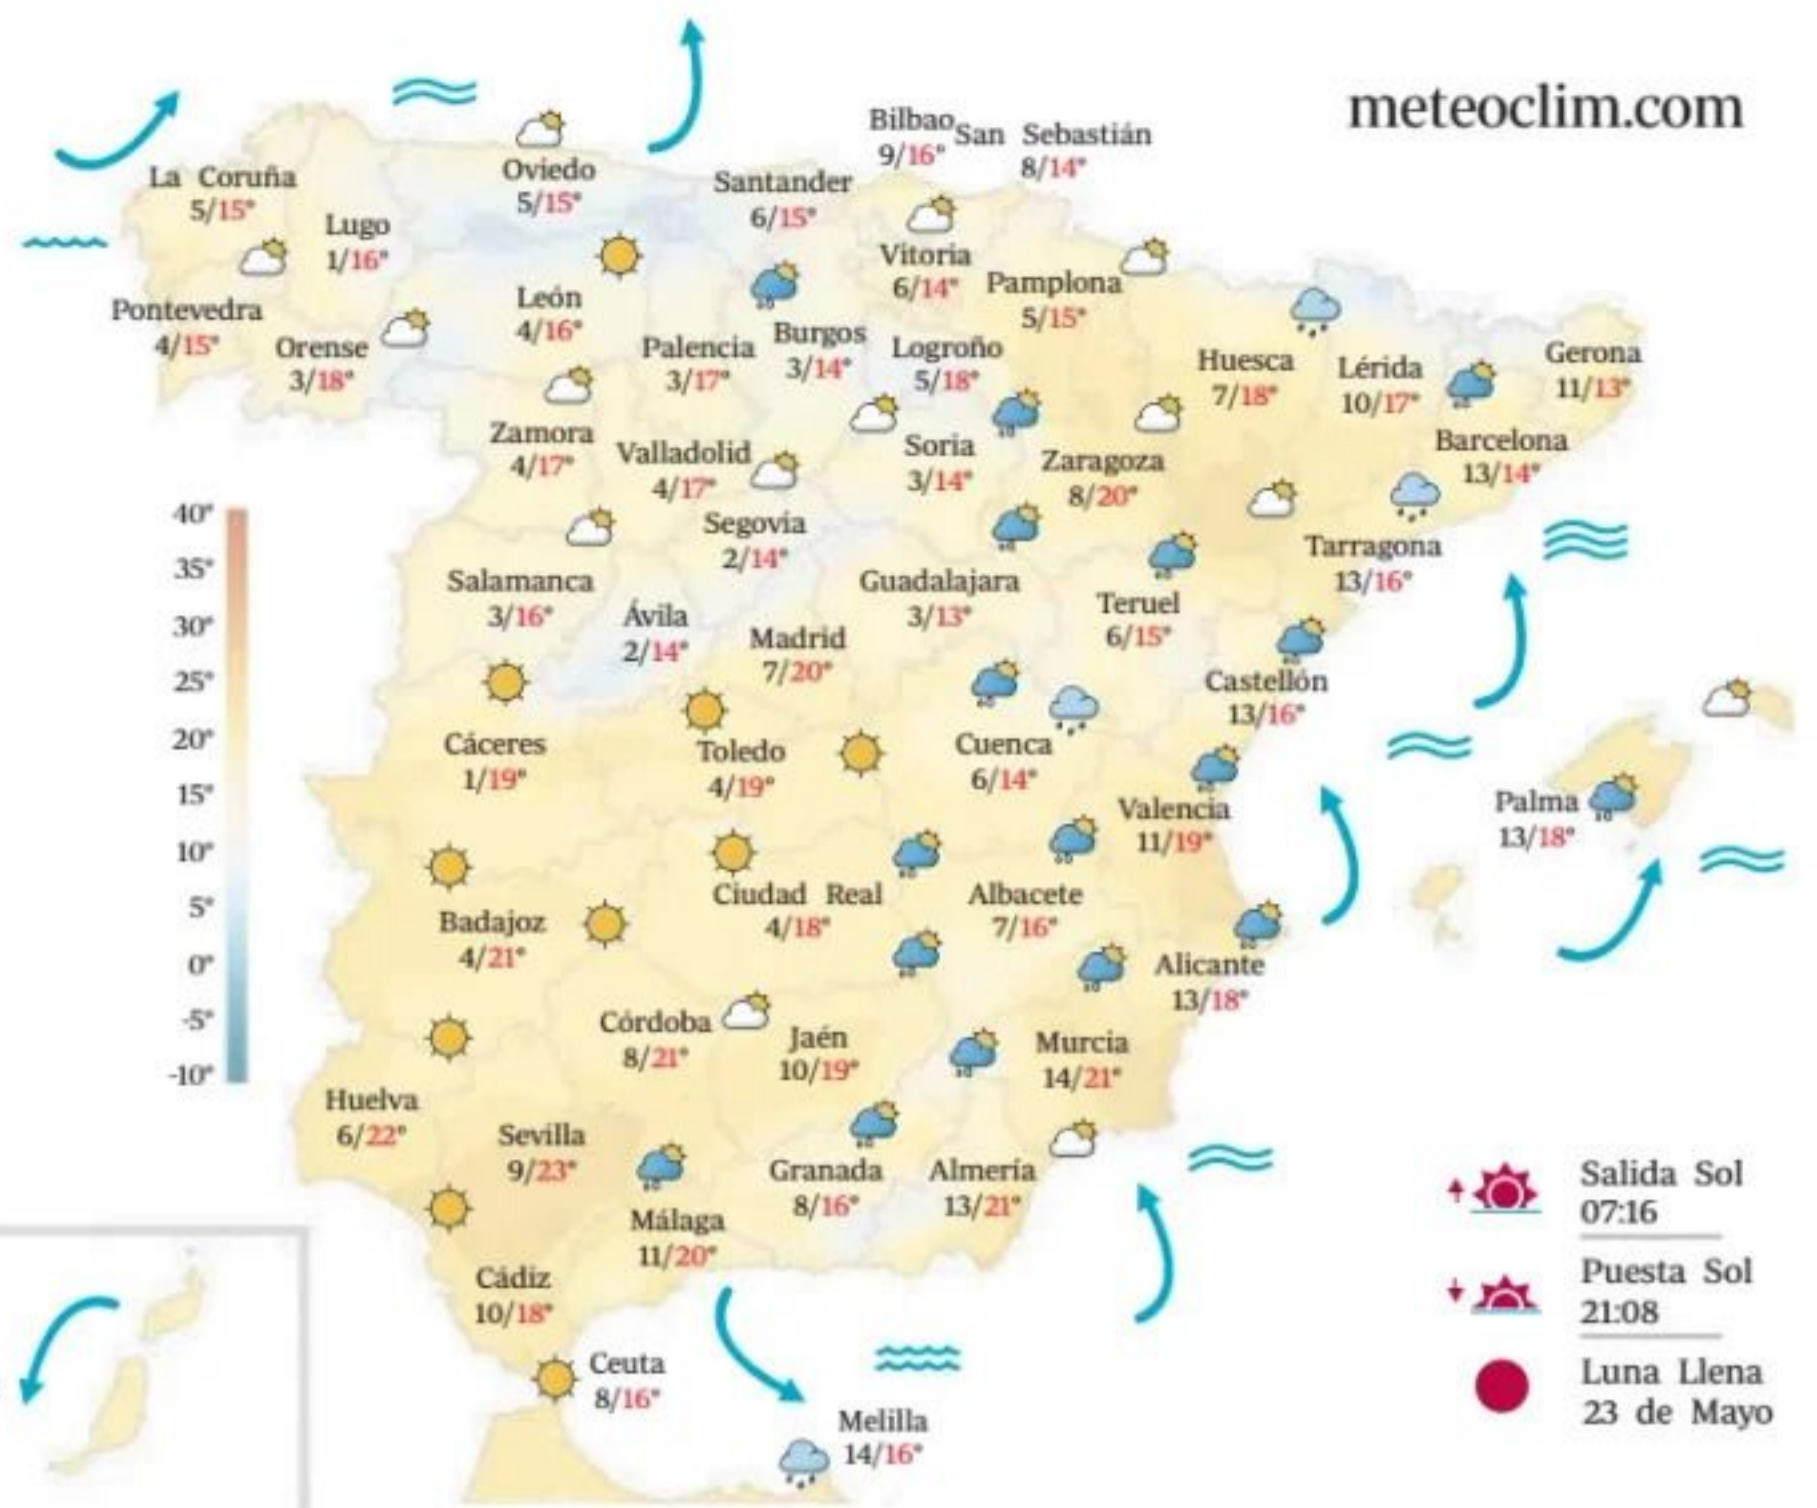 meteoclim.com
Bilbao
9/16°
San Sebastián
8/14°
La Coruña
5/15°
Oviedo
5/15°
Santander
6/15°
Lugo
1/16°
Vitoria
6/14°
Pamplona
5/15°
Pontevedra
4/15°
León
4/16°
Orense
3/18°
Palencia
3/17°
Burgos
3/14°
Logroño
5/18°
Huesca
7/18°
Lérida
10/17°
Gerona
11/13°
Zamora
4/17°
Valladolid
4/17°
Soria
3/14°
Zaragoza
8/20°
Barcelona
13/14°
Segovia
2/14°
Tarragona
13/16°
Salamanca
3/16°
Ávila
2/14°
Madrid
7/20°
Guadalajara
3/13°
Teruel
6/15°
Castellón
13/16°
Cáceres
1/19°
Toledo
4/19°
Cuenca
6/14°
Valencia
11/19°
Palma
13/18°
Badajoz
4/21°
Ciudad Real
4/18°
Albacete
7/16°
Alicante
13/18°
Córdoba
8/21°
Jaén
10/19°
Murcia
14/21°
Huelva
6/22°
Sevilla
9/23°
Granada
8/16°
Almería
13/21°
Málaga
11/20°
Cádiz
10/18°
Ceuta
8/16°
Melilla
14/16°
40°
35°
30°
25°
20°
15°
10°
5°
0°
-5°
-10°
Salida Sol
07:16
Puesta Sol
21:08
Luna Llena
23 de Mayo